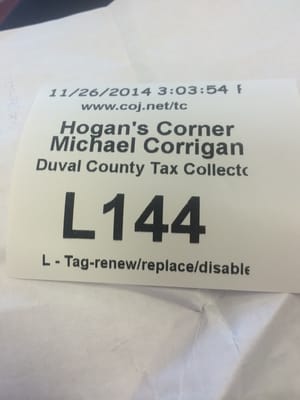 11/26/2014 3:03:54 P
www.coj.net/tc
Hogan's Corner
Michael Corrigan
Duval County Tax Collecto
L144
L - Tag-renew/replace/disable